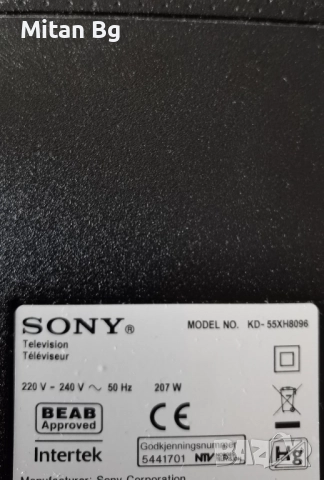 Mitan Bg
SONY®
MODEL NO. KD-55XH8096
Television
Téléviseur
220 V - 240 V ~ 50 Hz 207 W
BEAB
Approved
Intertek
CE
Godkjenningsnummer
5441701
Hg
Manufacturer: Sony Corporation